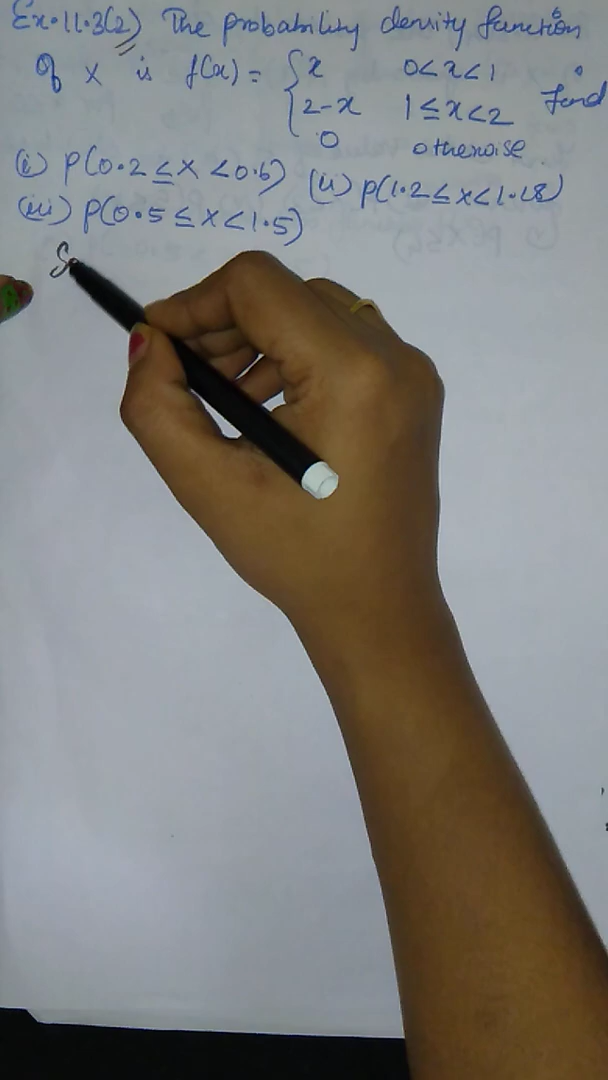 Ex.11.3(2) The probability density function
of X is f(x) = { x 0<x<1
2-x 1≤x<2 find
0 otherwise
(i) P(0.2≤X<0.6) (ii) P(1.2≤X<1.18)
(iii) P(0.5≤X<1.5)